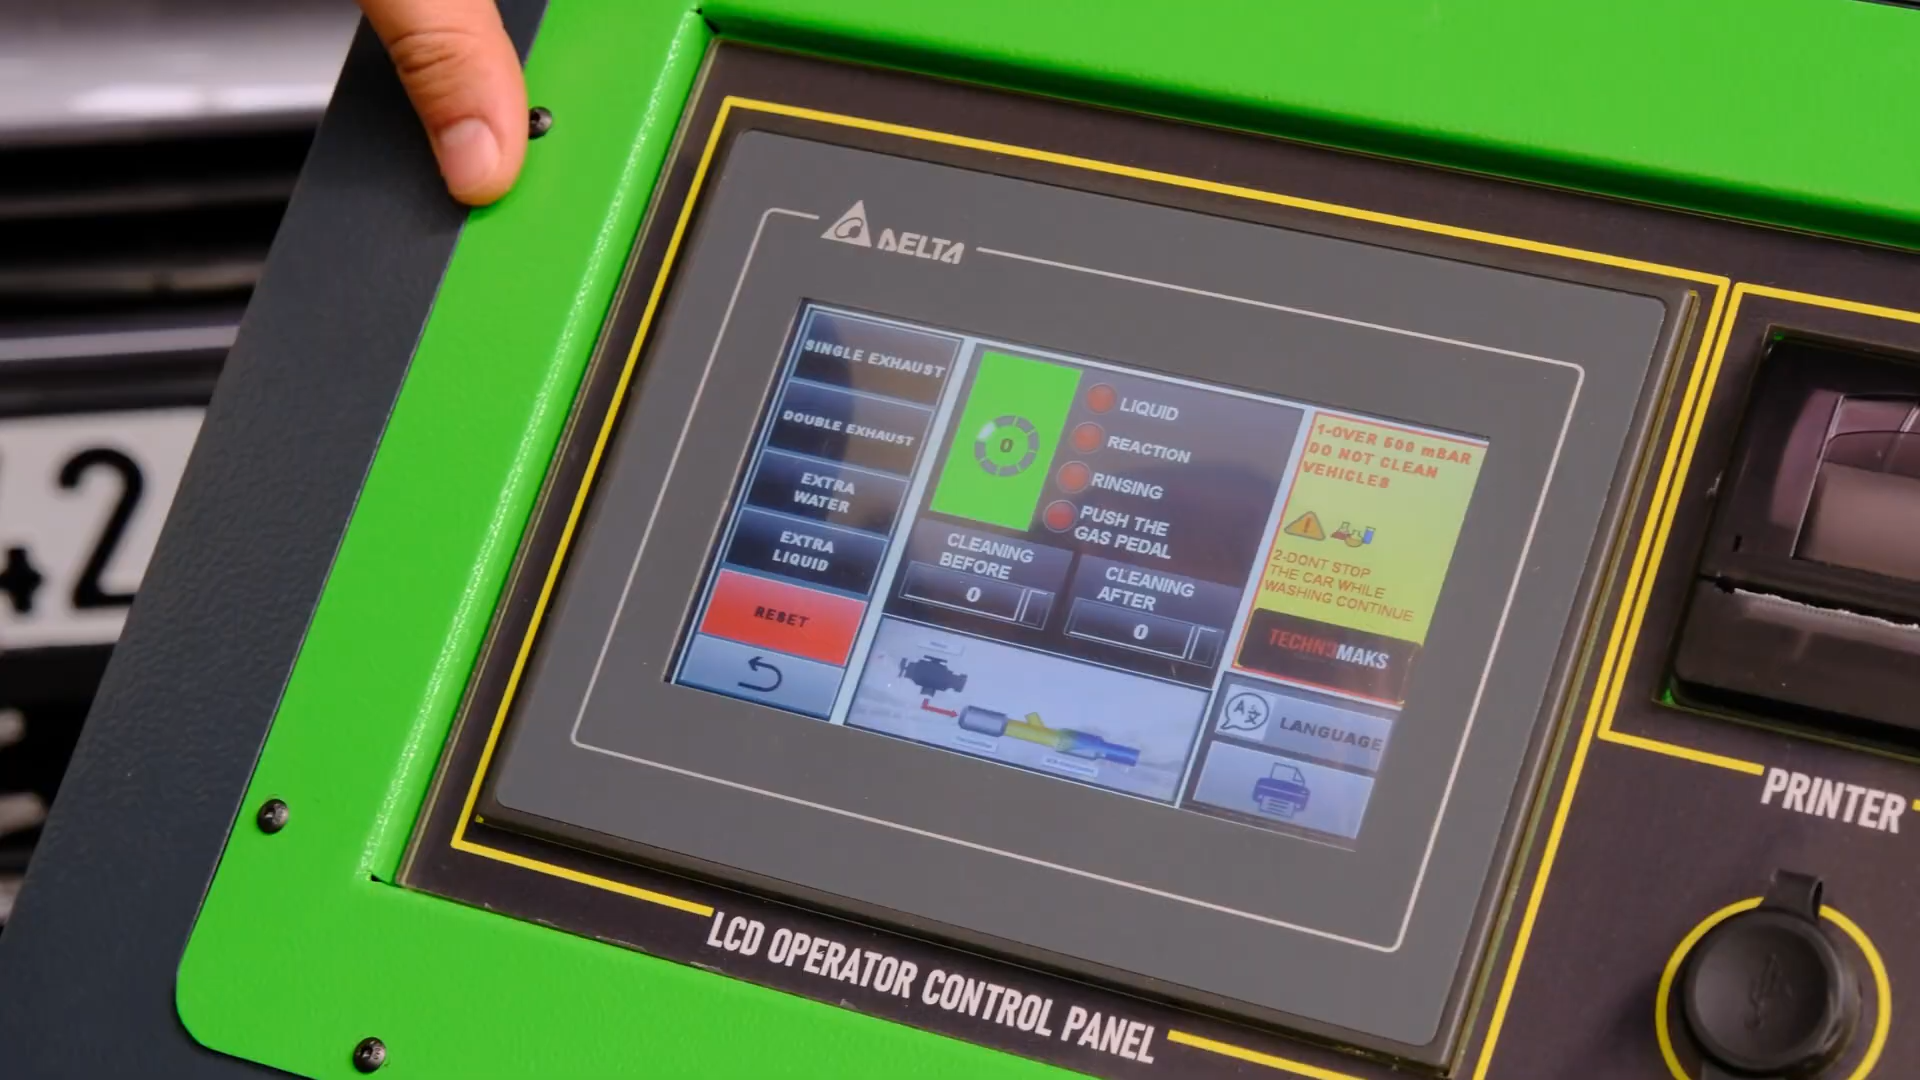 DELTA
SINGLE EXHAUST
DOUBLE EXHAUST
EXTRA
WATER
EXTRA
LIQUID
RESET
0
LIQUID
REACTION
RINSING
PUSH THE
GAS PEDAL
CLEANING
BEFORE
0
CLEANING
AFTER
0
1-OVER 600 mBAR
DO NOT CLEAN
VEHICLES
2-DONT STOP
THE CAR WHILE
WASHING CONTINUE
TECHNOMAKS
LANGUAGE
LCD OPERATOR CONTROL PANEL
PRINTER
42